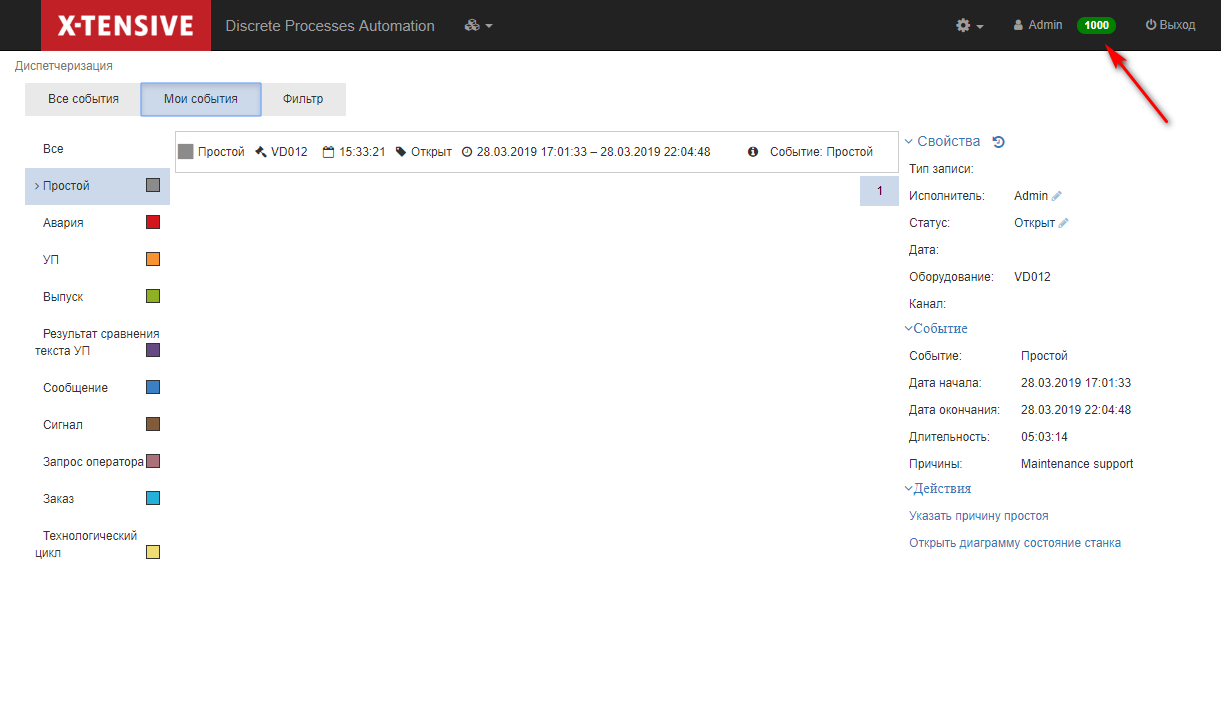 X-TENSIVE Discrete Processes Automation Admin 1000 Выход
Диспетчеризация
Все события Мои события Фильтр
Все
Простой
Авария
УП
Выпуск
Результат сравнения
текста УП
Сообщение
Сигнал
Запрос оператора
Заказ
Технологический
цикл
Простой VD012 15:33:21 Открыт 28.03.2019 17:01:33 – 28.03.2019 22:04:48 Событие: Простой
1
Свойства
Тип записи:
Исполнитель: Admin
Статус: Открыт
Дата:
Оборудование: VD012
Канал:
Событие
Событие: Простой
Дата начала: 28.03.2019 17:01:33
Дата окончания: 28.03.2019 22:04:48
Длительность: 05:03:14
Причины: Maintenance support
Действия
Указать причину простоя
Открыть диаграмму состояние станка